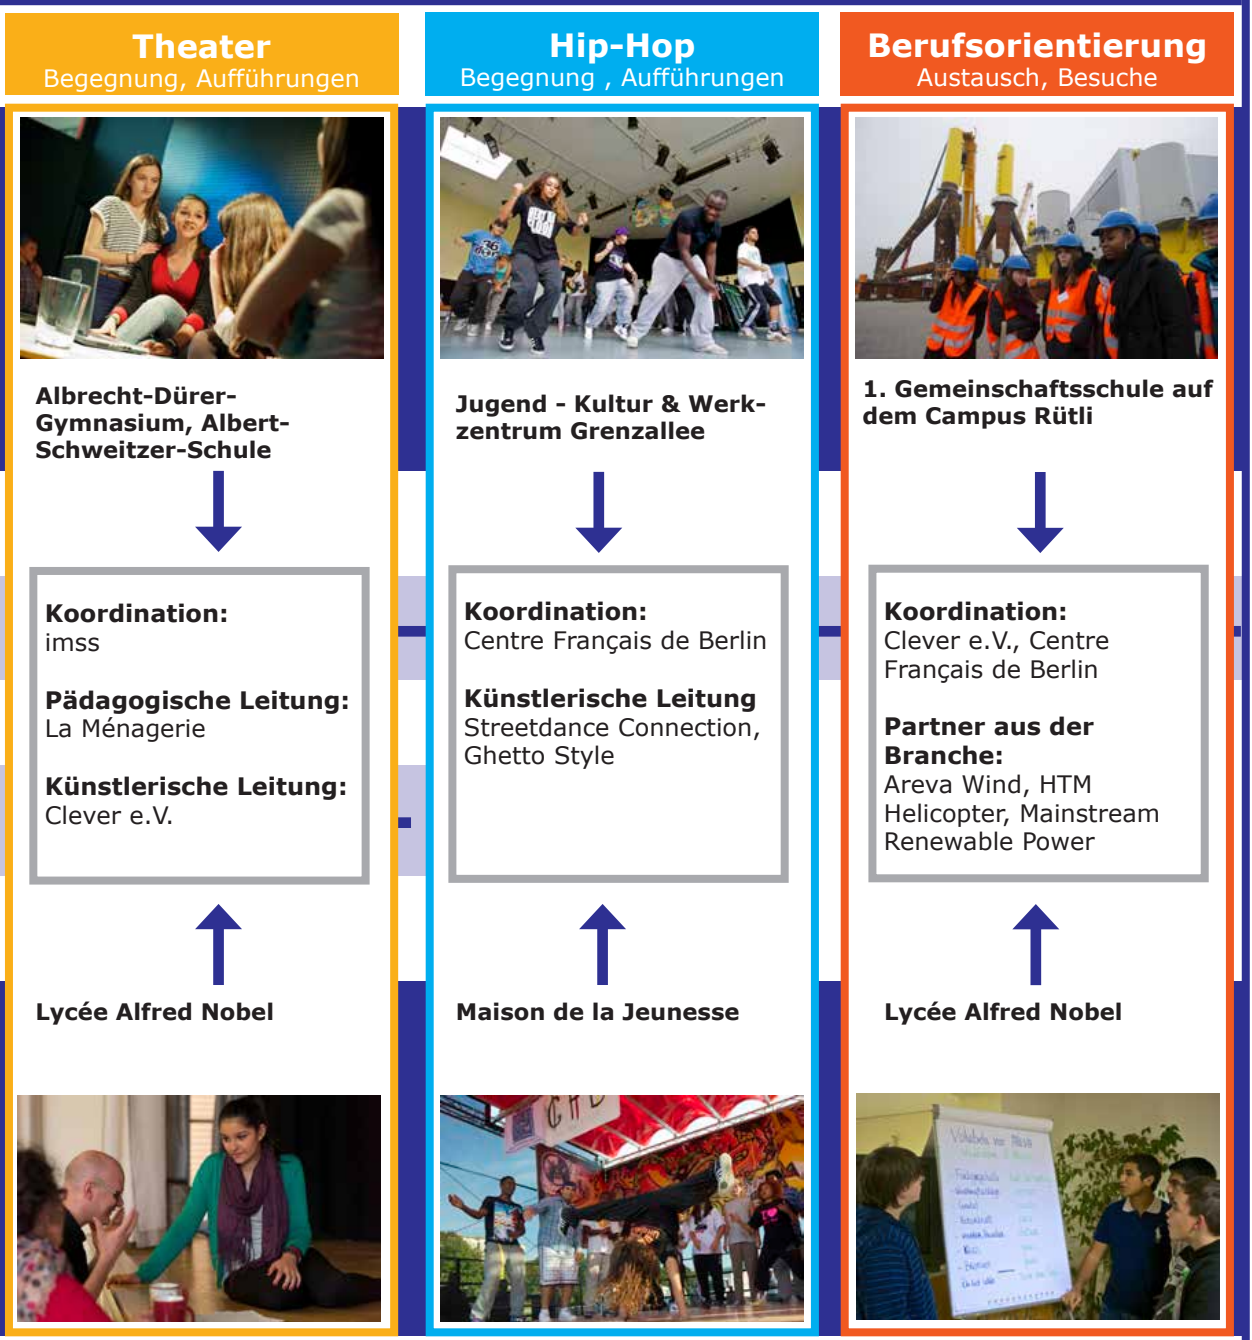 Theater
Begegnung, Aufführungen
Albrecht-Dürer-
Gymnasium, Albert-
Schweitzer-Schule
Koordination:
imss
Pädagogische Leitung:
La Ménagerie
Künstlerische Leitung:
Clever e.V.
Lycée Alfred Nobel
Hip-Hop
Begegnung , Aufführungen
Jugend - Kultur & Werk-
zentrum Grenzallee
Koordination:
Centre Français de Berlin
Künstlerische Leitung
Streetdance Connection,
Ghetto Style
Maison de la Jeunesse
Berufsorientierung
Austausch, Besuche
1. Gemeinschaftsschule auf
dem Campus Rütli
Koordination:
Clever e.V., Centre
Français de Berlin
Partner aus der
Branche:
Areva Wind, HTM
Helicopter, Mainstream
Renewable Power
Lycée Alfred Nobel